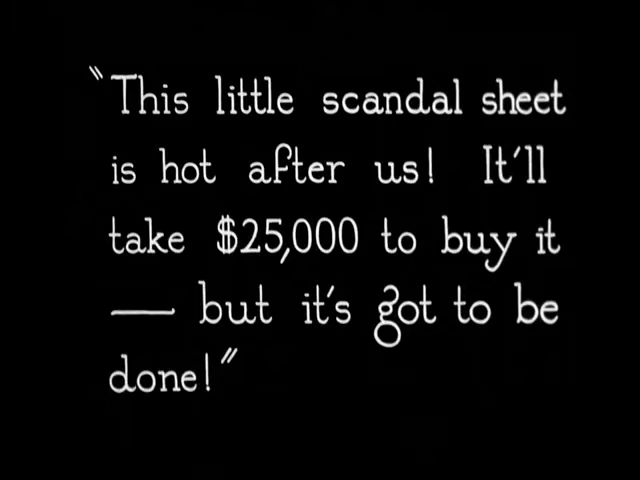 "This little scandal sheet
is hot after us! It'll
take $25,000 to buy it
— but it's got to be
done!"